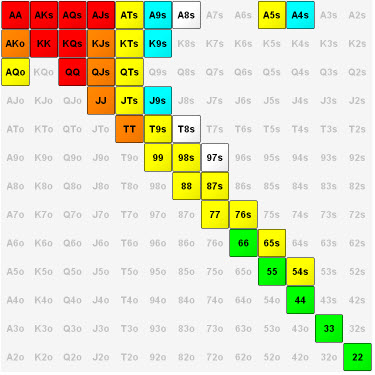 AA AKs AQs AJs ATs A9s A8s A7s A6s A5s A4s A3s A2s
AKo KK KQs KJs KTs K9s K8s K7s K6s K5s K4s K3s K2s
AQo KQo QQ QJs QTs Q9s Q8s Q7s Q6s Q5s Q4s Q3s Q2s
AJo KJo QJo JJ JTs J9s J8s J7s J6s J5s J4s J3s J2s
ATo KTo QTo JTo TT T9s T8s T7s T6s T5s T4s T3s T2s
A9o K9o Q9o J9o T9o 99 98s 97s 96s 95s 94s 93s 92s
A8o K8o Q8o J8o T8o 98o 88 87s 86s 85s 84s 83s 82s
A7o K7o Q7o J7o T7o 97o 87o 77 76s 75s 74s 73s 72s
A6o K6o Q6o J6o T6o 96o 86o 76o 66 65s 64s 63s 62s
A5o K5o Q5o J5o T5o 95o 85o 75o 65o 55 54s 53s 52s
A4o K4o Q4o J4o T4o 94o 84o 74o 64o 54o 44 43s 42s
A3o K3o Q3o J3o T3o 93o 83o 73o 63o 53o 43o 33 32s
A2o K2o Q2o J2o T2o 92o 82o 72o 62o 52o 42o 32o 22